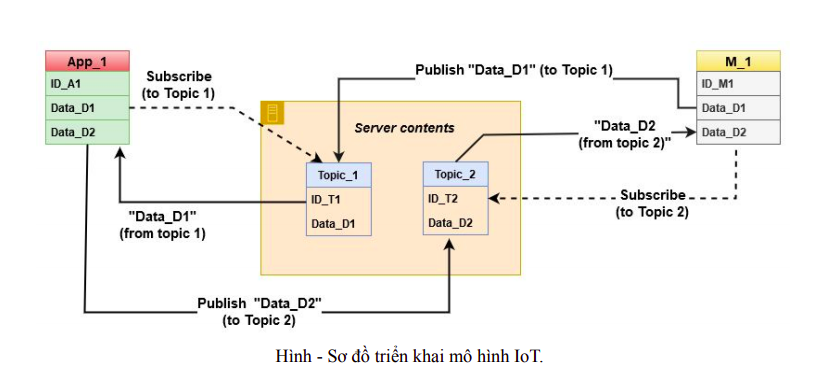 App_1
ID_A1
Data_D1
Data_D2
Subscribe
(to Topic 1)
Publish "Data_D1" (to Topic 1)
M_1
ID_M1
Data_D1
Data_D2
Server contents
"Data_D2
(from topic 2)"
Topic_1
ID_T1
Data_D1
Topic_2
ID_T2
Data_D2
"Data_D1"
(from topic 1)
Subscribe
(to Topic 2)
Publish "Data_D2"
(to Topic 2)
Hình - Sơ đồ triển khai mô hình IoT.